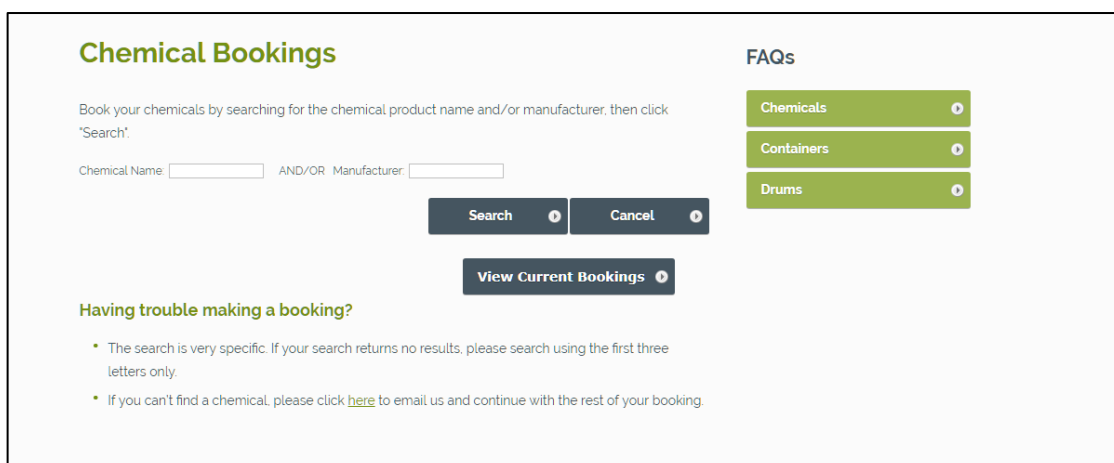 Chemical Bookings
Book your chemicals by searching for the chemical product name and/or manufacturer, then click
"Search".
Chemical Name:
AND/OR Manufacturer:
Search
Cancel
View Current Bookings
Having trouble making a booking?
• The search is very specific. If your search returns no results, please search using the first three
letters only.
• If you can't find a chemical, please click here to email us and continue with the rest of your booking.
FAQs
Chemicals
Containers
Drums